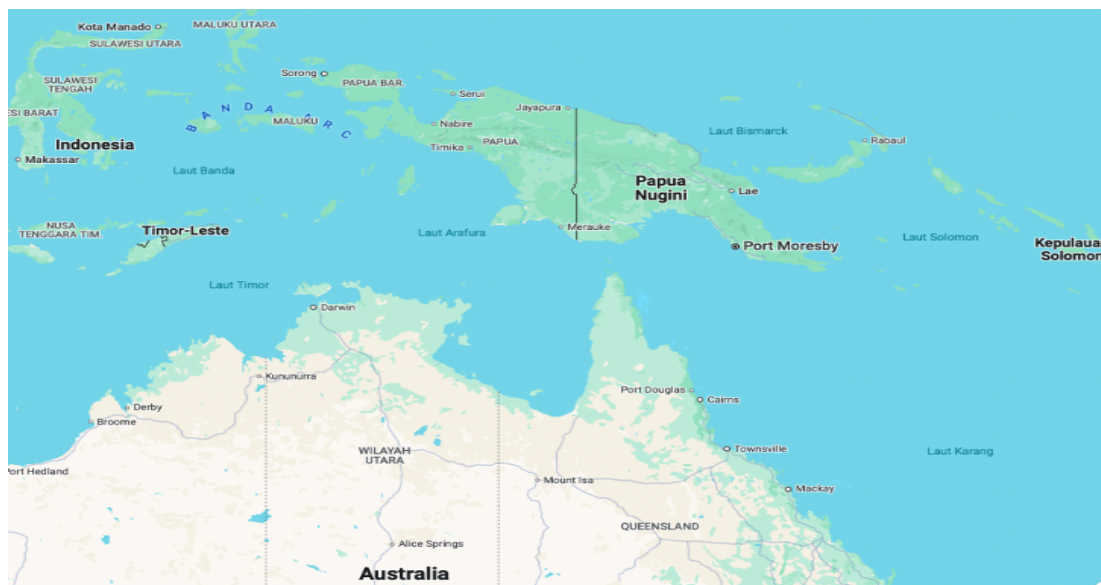 Kota Manado
MALUKU UTARA
SULAWESI UTARA
Sorong
PAPUA BAR.
SULAWESI
TENGAH
Serui
Jayapura
BANDA ARC
MALUKU
Nabire
Laut Bismarck
ESI BARAT
Indonesia
Timika
PAPUA
Rabaul
Makassar
Laut Banda
Papua
Nugini
Lae
NUSA
TENGGARA TIM.
Timor-Leste
Laut Arafura
Merauke
Port Moresby
Laut Solomon
Kepulaua
Solomon
Laut Timor
Darwin
Kununurra
Port Douglas
Cairns
Derby
Broome
Townsville
WILAYAH
UTARA
Laut Karang
Port Hedland
Mount Isa
Mackay
QUEENSLAND
Alice Springs
Australia